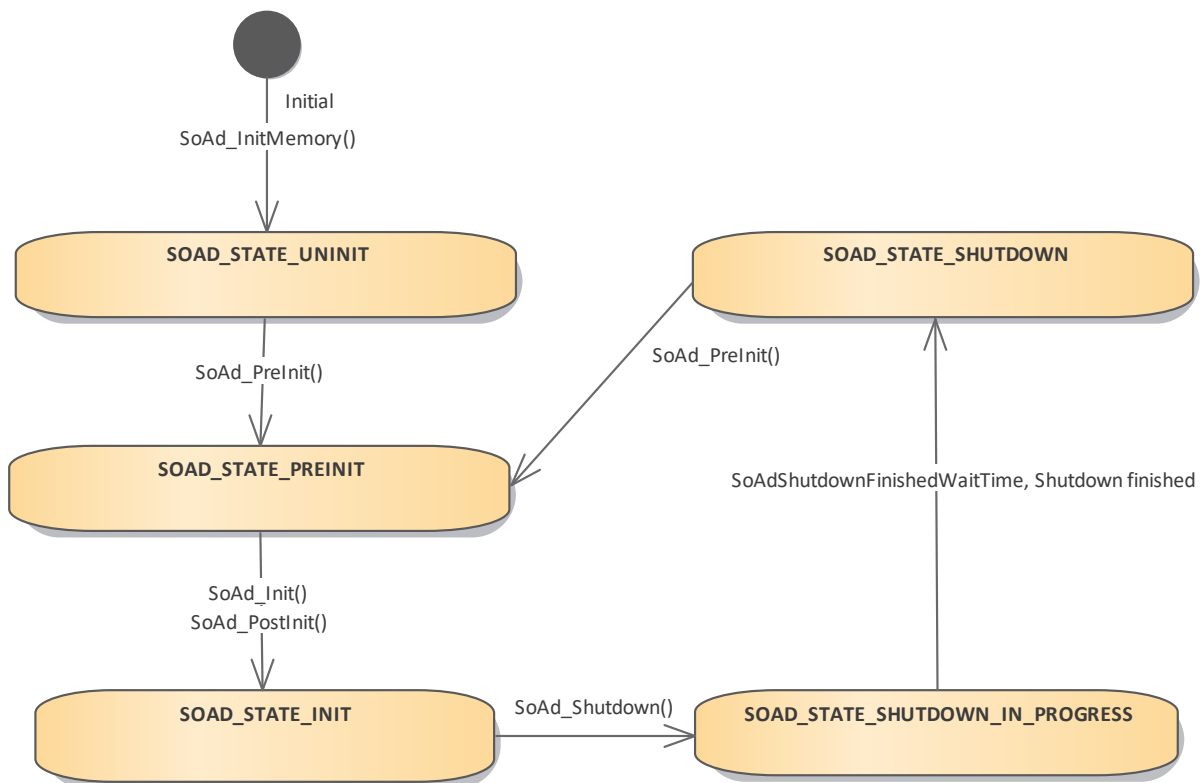 Initial
SoAd_InitMemory()
SOAD_STATE_UNINIT
SOAD_STATE_SHUTDOWN
SoAd_PreInit()
SoAd_PreInit()
SOAD_STATE_PREINIT
SoAdShutdownFinishedWaitTime, Shutdown finished
SoAd_Init()
SoAd_PostInit()
SOAD_STATE_INIT
SoAd_Shutdown()
SOAD_STATE_SHUTDOWN_IN_PROGRESS